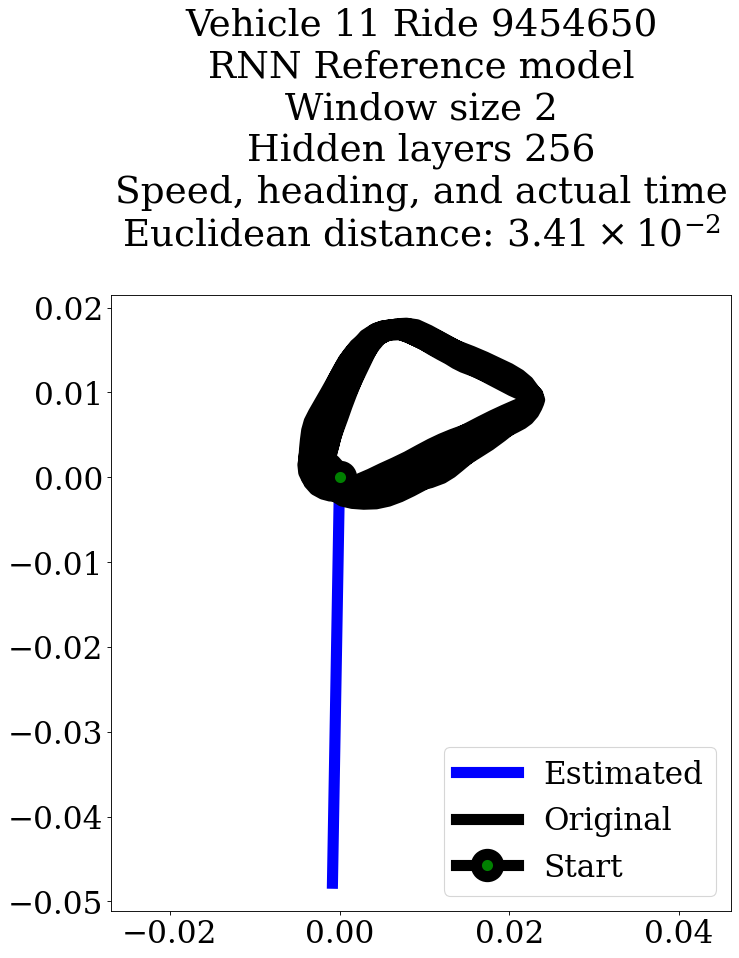 Vehicle 11 Ride 9454650
RNN Reference model
Window size 2
Hidden layers 256
Speed, heading, and actual time
Euclidean distance: 3.41 × 10⁻²
0.02
0.01
0.00
−0.01
−0.02
−0.03
−0.04
−0.05
Estimated
Original
Start
−0.02 0.00 0.02 0.04